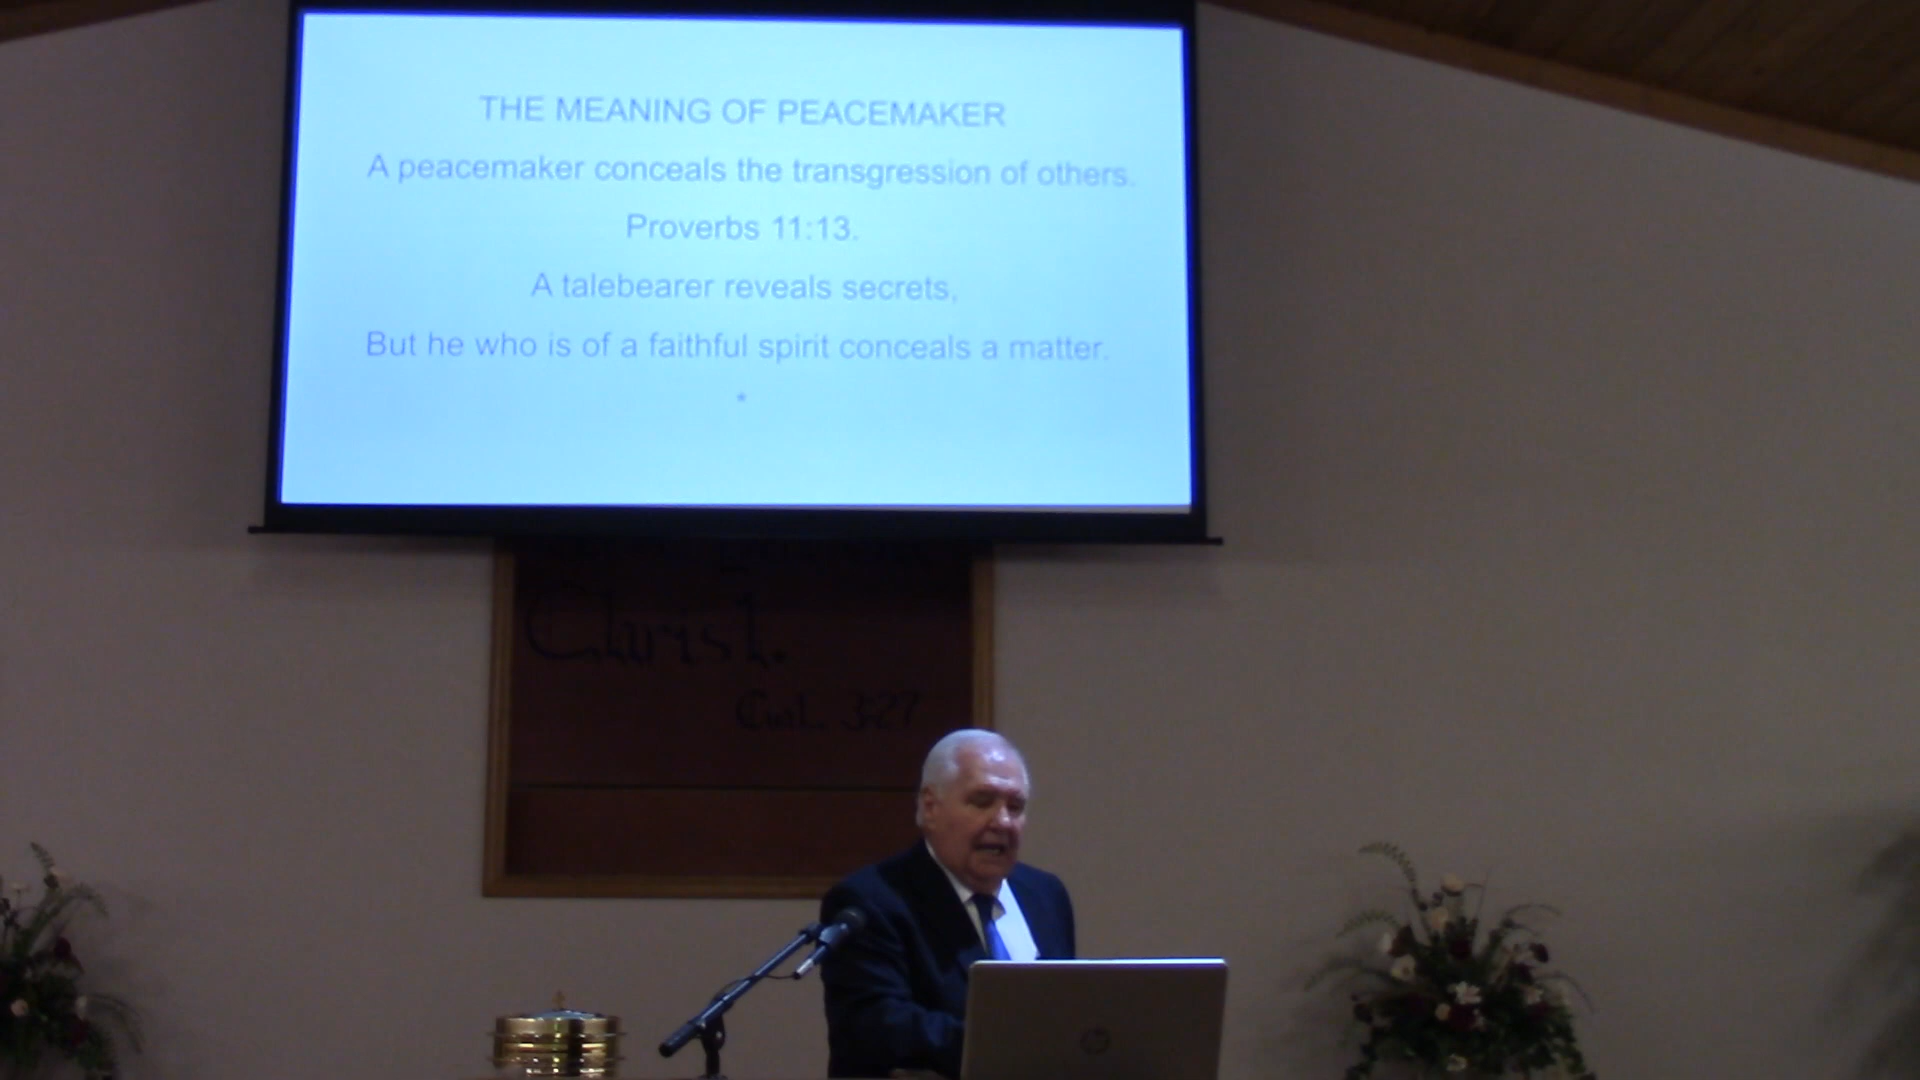 THE MEANING OF PEACEMAKER
A peacemaker conceals the transgression of others.
Proverbs 11:13.
A talebearer reveals secrets,
But he who is of a faithful spirit conceals a matter.
*
Christ.
Gal. 3:27
hp